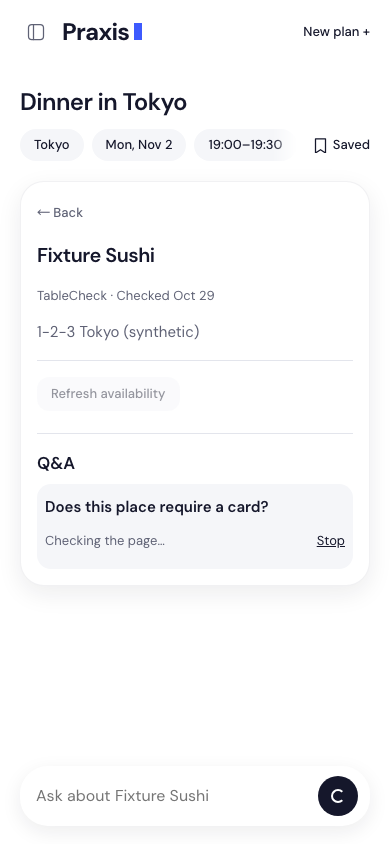 Praxis
New plan +
Dinner in Tokyo
Tokyo
Mon, Nov 2
19:00–19:30
Saved
← Back
Fixture Sushi
TableCheck · Checked Oct 29
1-2-3 Tokyo (synthetic)
Refresh availability
Q&A
Does this place require a card?
Checking the page…
Stop
Ask about Fixture Sushi